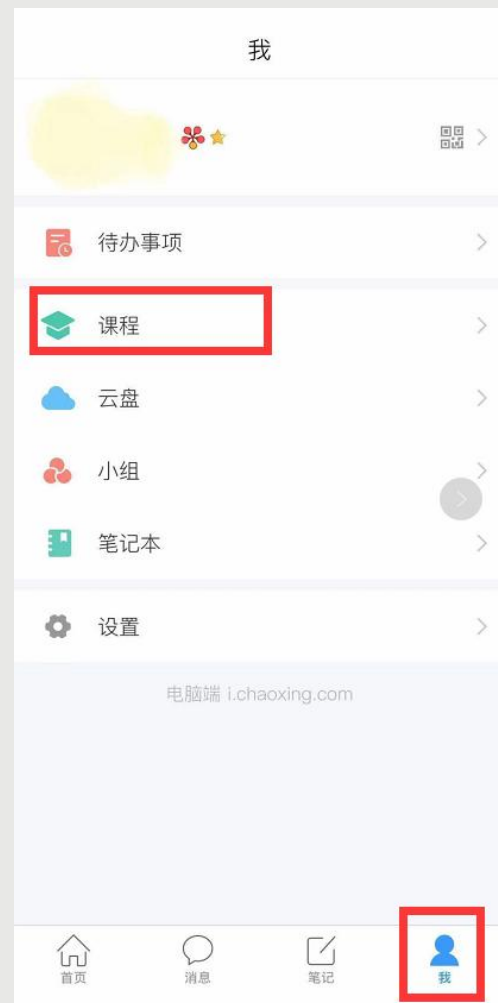 我
待办事项
课程
云盘
小组
笔记本
设置
电脑端 i.chaoxing.com
首页
消息
笔记
我